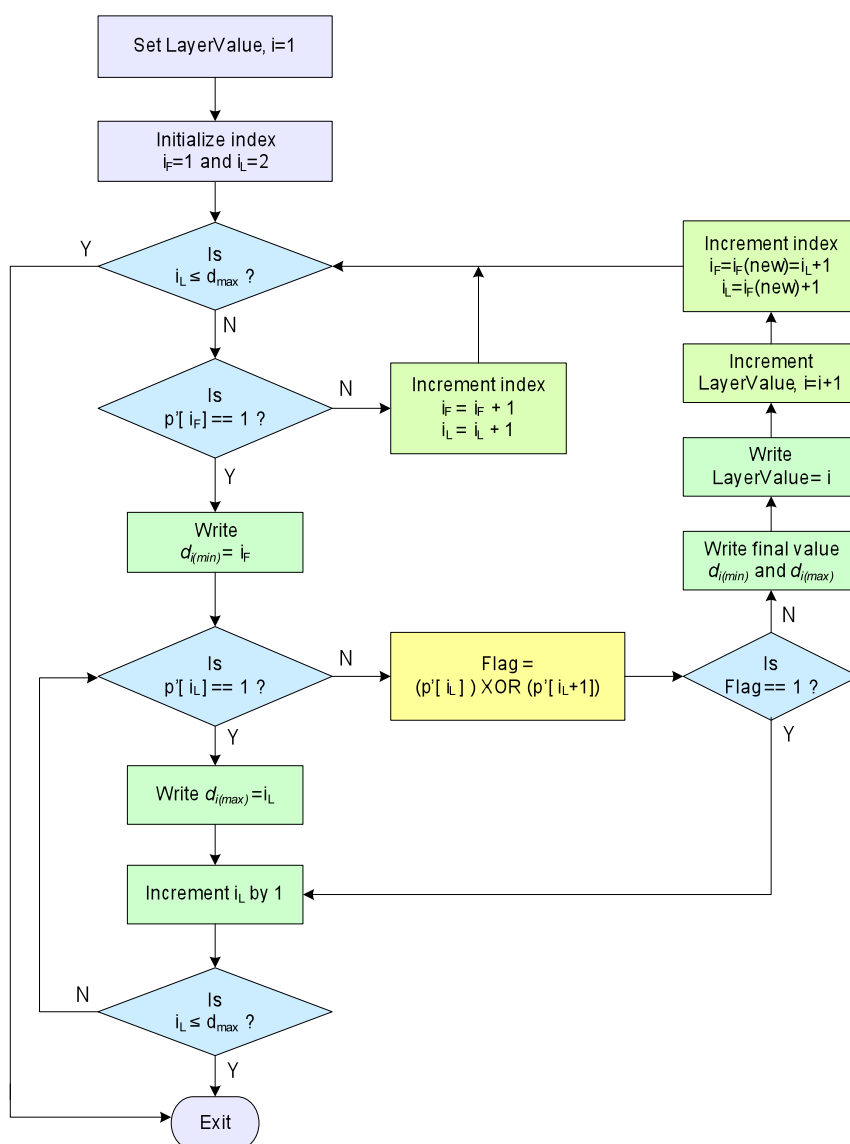 Set LayerValue, i=1
Initialize index
iF=1 and iL=2
Y
Is
iL ≤ dmax ?
N
Increment index
iF=iF(new)=iL+1
iL=iF(new)+1
Is
p'[ iF] == 1 ?
N
Increment index
iF = iF + 1
iL = iL + 1
Increment
LayerValue, i=i+1
Y
Write
LayerValue= i
Write
di(min)= iF
Write final value
di(min) and di(max)
N
Is
p'[ iL] == 1 ?
N
Flag =
(p'[ iL] ) XOR (p'[ iL+1])
Is
Flag== 1 ?
Y
Y
Write di(max)=iL
Increment iL by 1
N
Is
iL ≤ dmax ?
Y
Exit